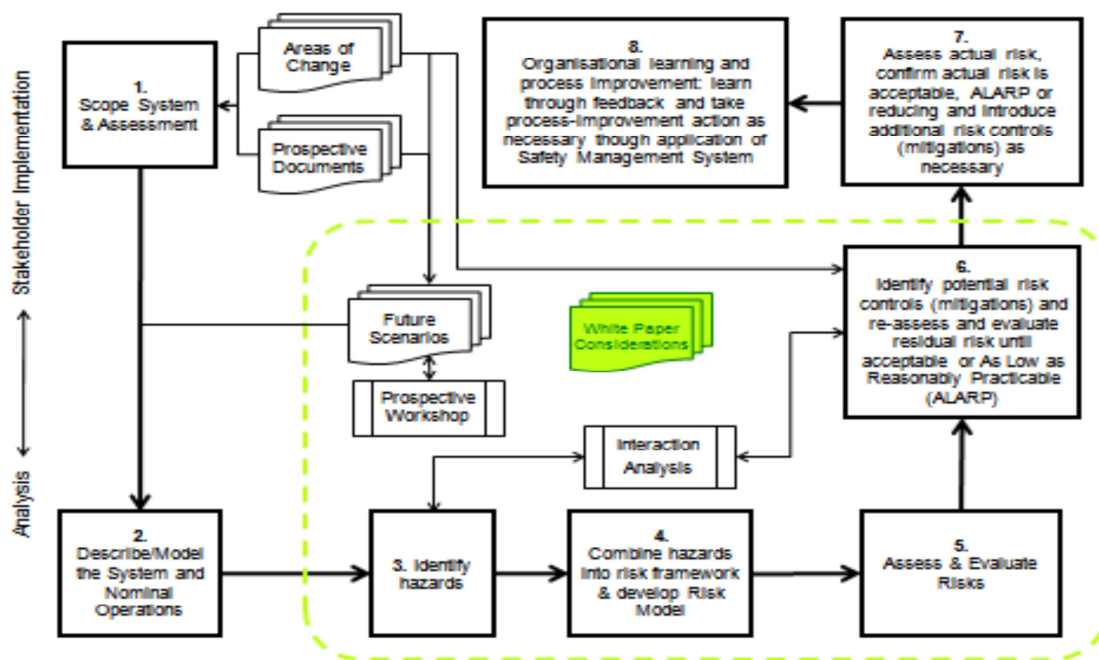 Stakeholder Implementation
Analysis
1.
Scope System
& Assessment
Areas of
Change
Prospective
Documents
8.
Organisational learning and
process improvement: learn
through feedback and take
process-improvement action as
necessary though application of
Safety Management System
7.
Assess actual risk,
confirm actual risk is
acceptable, ALARP or
reducing and introduce
additional risk controls
(mitigations) as
necessary
Future
Scenarios
Prospective
Workshop
White Paper
Considerations
Interaction
Analysis
6.
Identify potential risk
controls (mitigations) and
re-assess and evaluate
residual risk until
acceptable or As Low as
Reasonably Practicable
(ALARP)
2.
Describe/Model
the System and
Nominal
Operations
3. Identify
hazards
4.
Combine hazards
into risk framework
& develop Risk
Model
5.
Assess & Evaluate
Risks